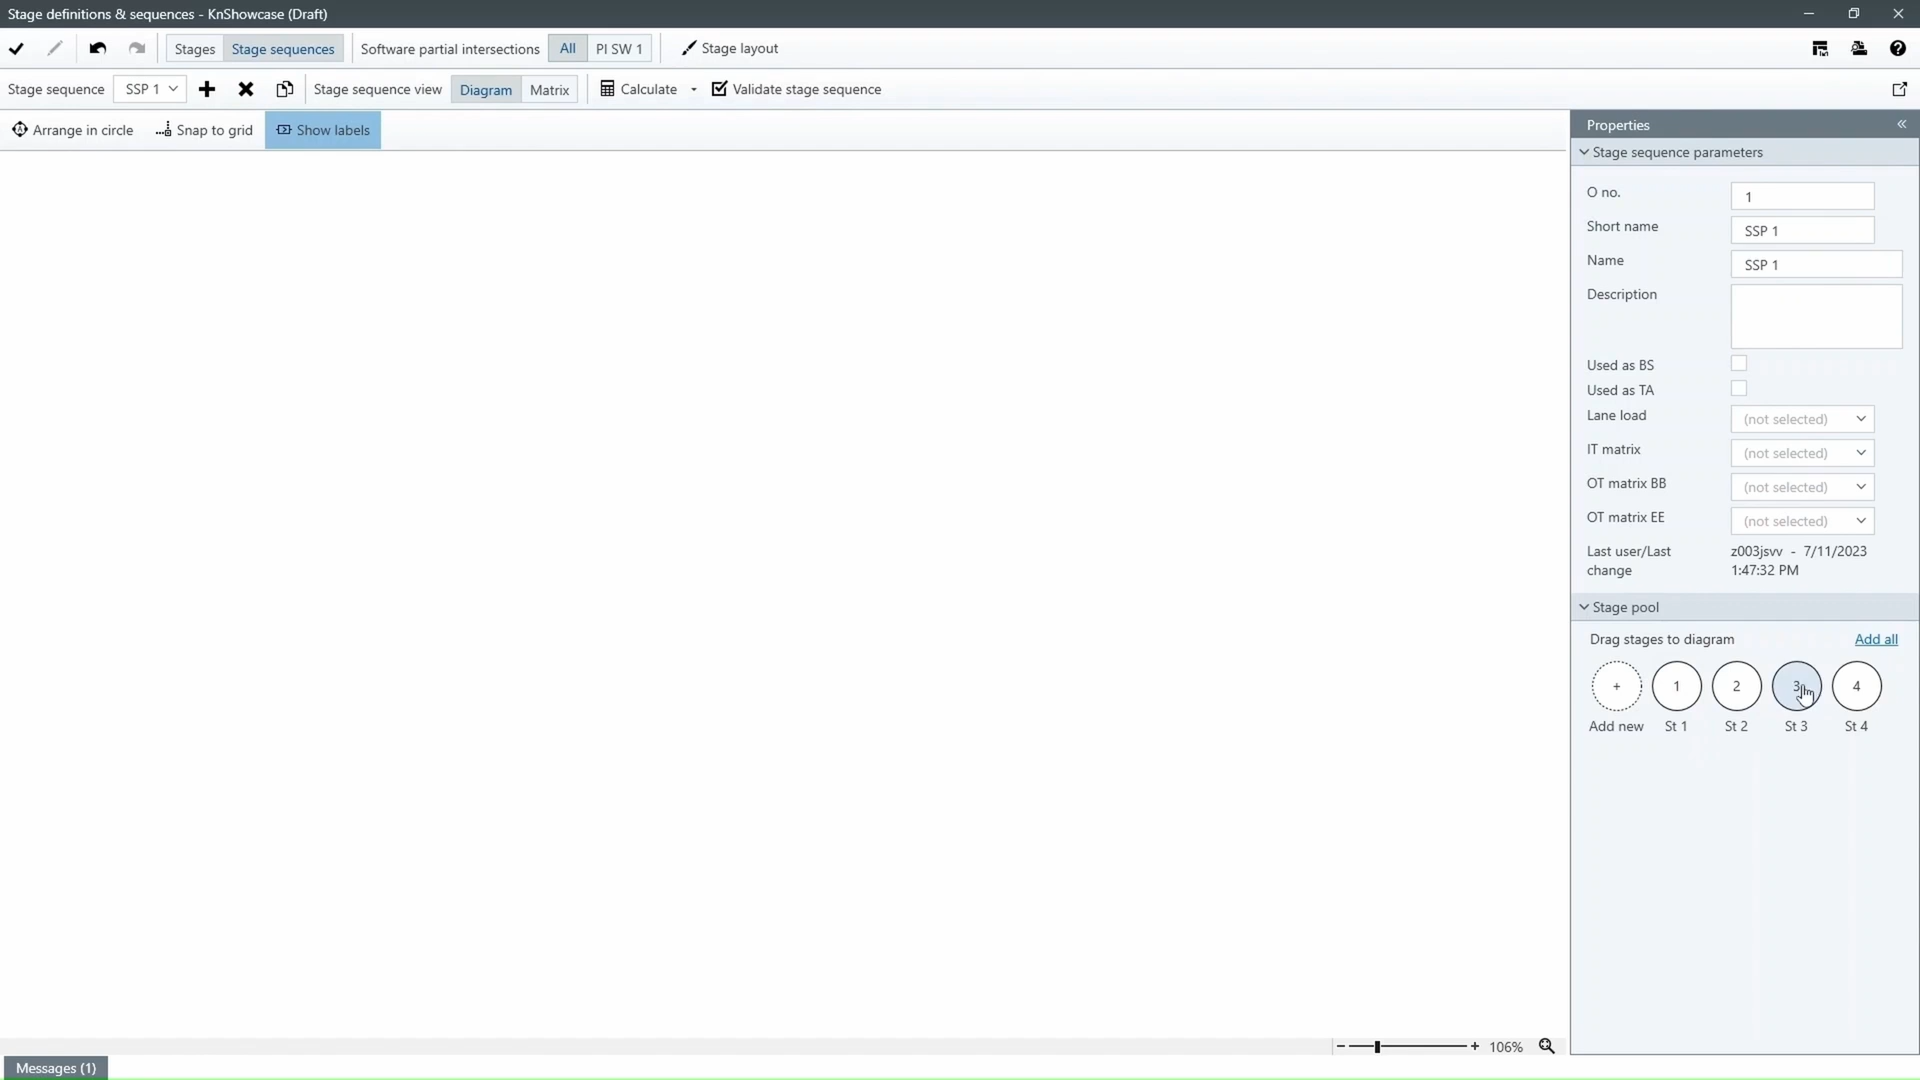 Stage definitions & sequences - KnShowcase (Draft)
Stages Stage sequences Software partial intersections All PI SW 1 Stage layout
Stage sequence SSP 1 Stage sequence view Diagram Matrix Calculate Validate stage sequence
Arrange in circle Snap to grid Show labels
Properties
Stage sequence parameters
O no. 1
Short name SSP 1
Name SSP 1
Description
Used as BS
Used as TA
Lane load (not selected)
IT matrix (not selected)
OT matrix BB (not selected)
OT matrix EE (not selected)
Last user/Last change z003jsvv - 7/11/2023 1:47:32 PM
Stage pool
Drag stages to diagram Add all
+ 1 2 3 4
Add new St 1 St 2 St 3 St 4
106%
Messages (1)